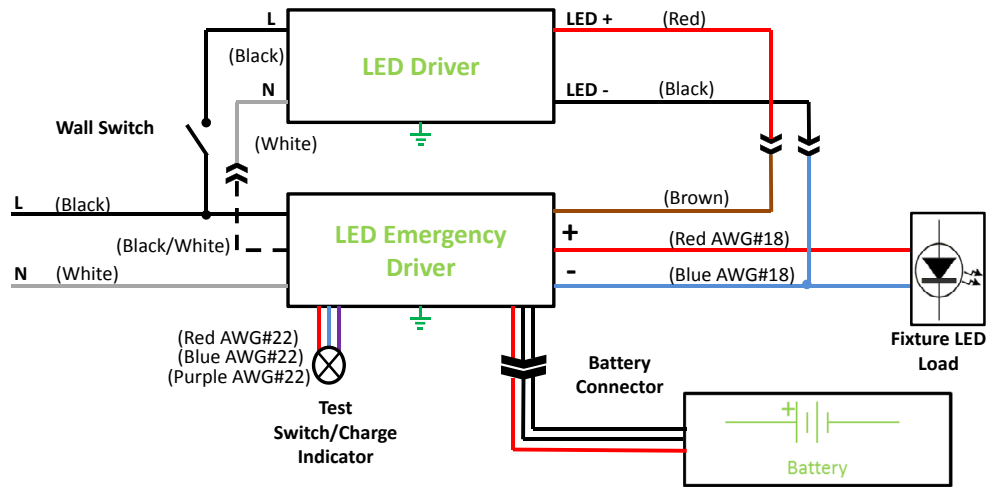 L
LED +
(Red)
(Black)
LED Driver
N
LED -
(Black)
Wall Switch
(White)
L
(Black)
(Brown)
(Black/White)
LED Emergency
Driver
+
(Red AWG#18)
N
(White)
-
(Blue AWG#18)
(Red AWG#22)
(Blue AWG#22)
(Purple AWG#22)
Fixture LED
Load
Battery
Connector
Test
Switch/Charge
Indicator
+
Battery